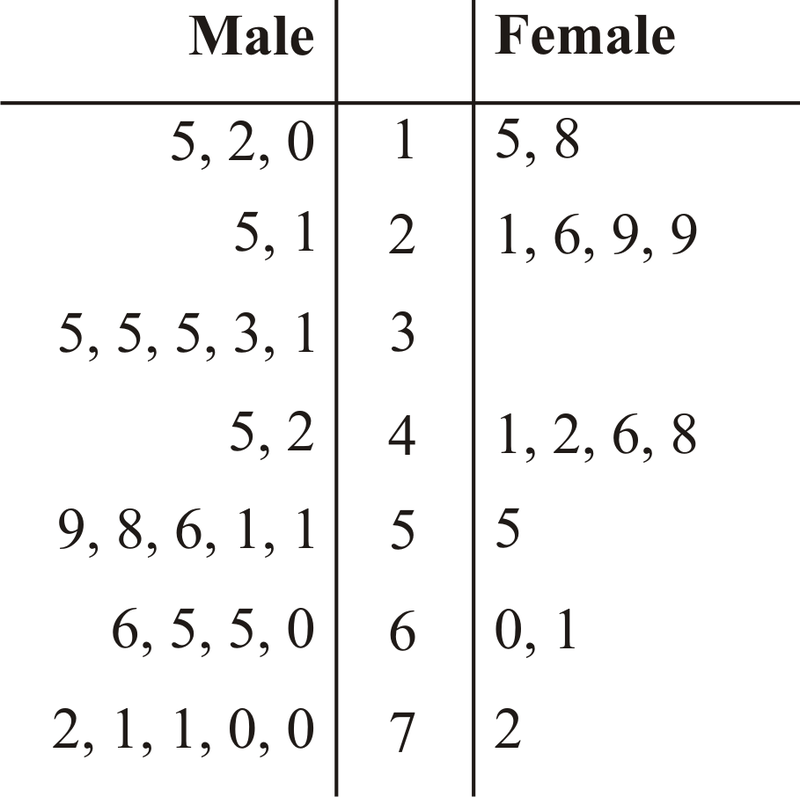 Male Female
5, 2, 0 1 5, 8
5, 1 2 1, 6, 9, 9
5, 5, 5, 3, 1 3
5, 2 4 1, 2, 6, 8
9, 8, 6, 1, 1 5 5
6, 5, 5, 0 6 0, 1
2, 1, 1, 0, 0 7 2